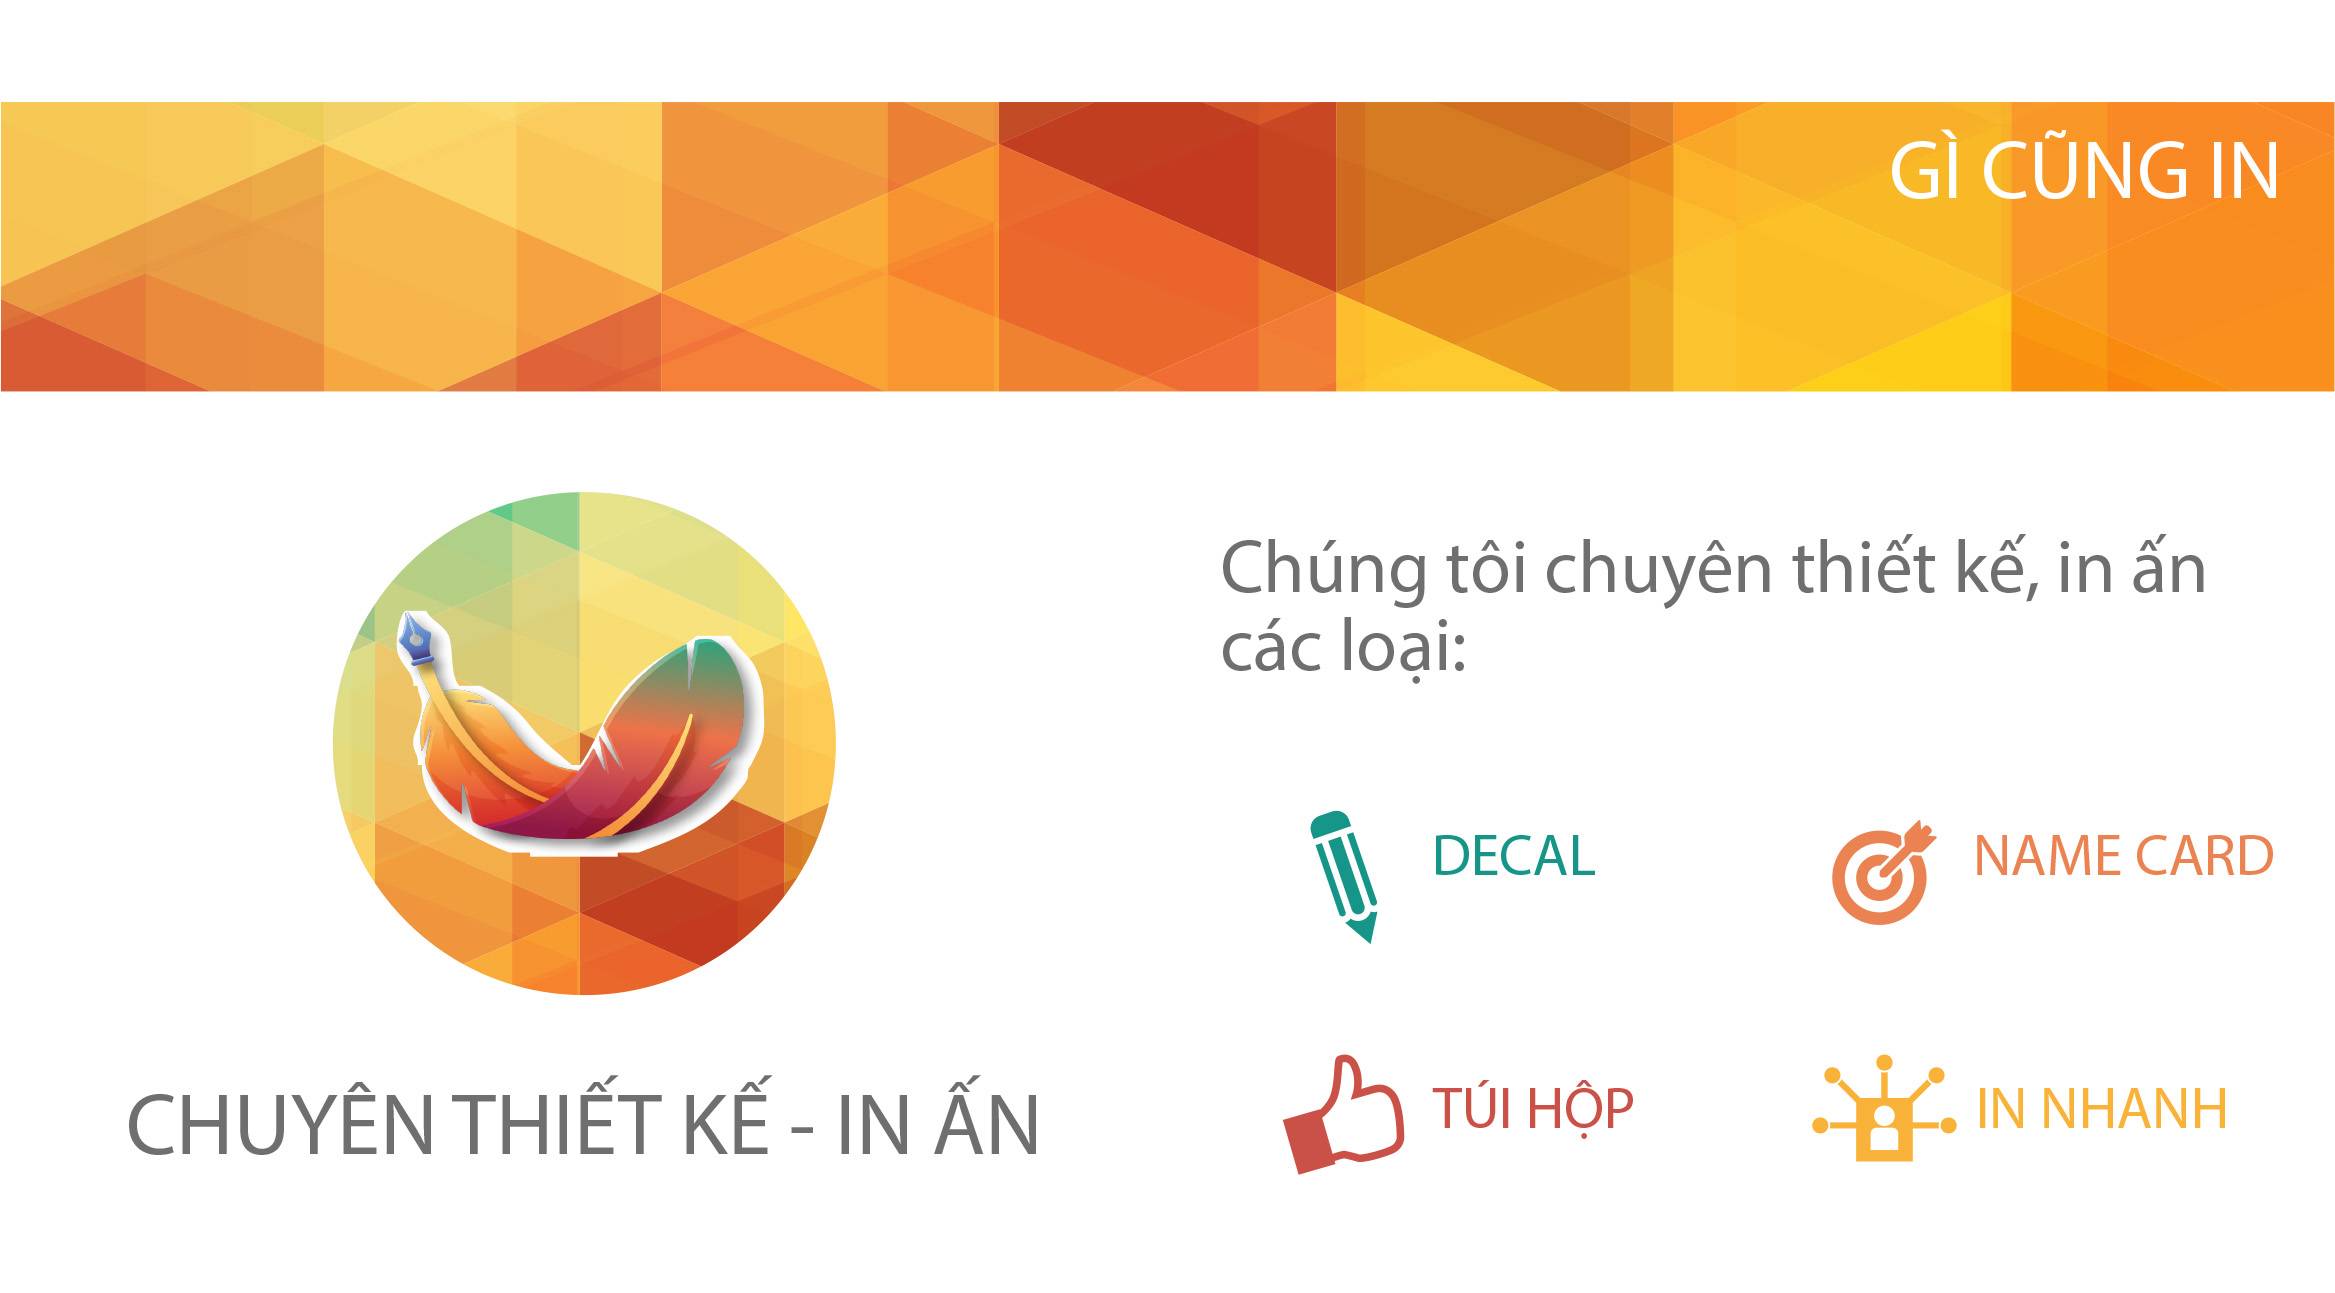 GÌ CŨNG IN
Chúng tôi chuyên thiết kế, in ấn
các loại:
DECAL
NAME CARD
TÚI HỘP
IN NHANH
CHUYÊN THIẾT KẾ - IN ẤN